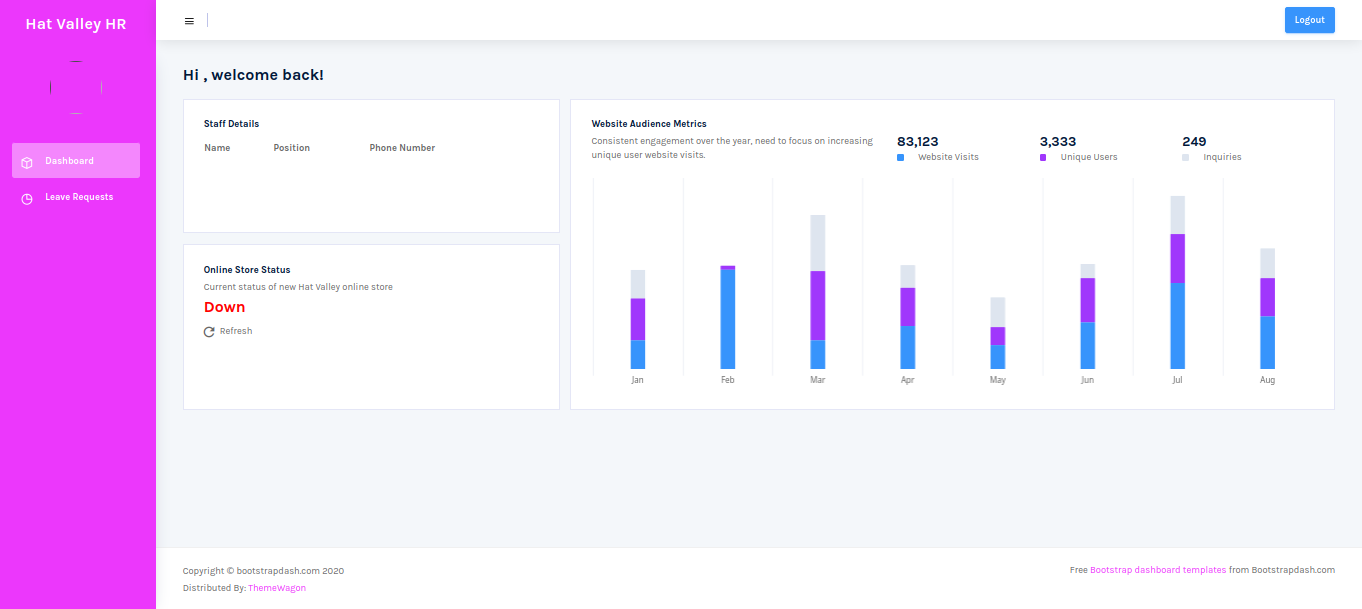 Hat Valley HR
Logout
Dashboard
Leave Requests
Hi , welcome back!
Staff Details
Name Position Phone Number
Online Store Status
Current status of new Hat Valley online store
Down
Refresh
Website Audience Metrics
Consistent engagement over the year, need to focus on increasing
unique user website visits.
83,123
Website Visits
3,333
Unique Users
249
Inquiries
Jan Feb Mar Apr May Jun Jul Aug
Copyright © bootstrapdash.com 2020
Distributed By: ThemeWagon
Free Bootstrap dashboard templates from Bootstrapdash.com